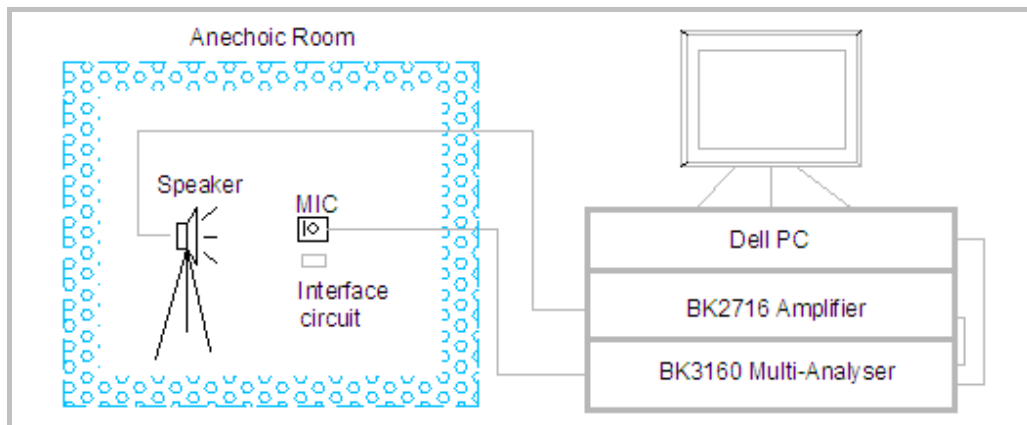 Anechoic Room
Speaker
MIC
Interface
circuit
Dell PC
BK2716 Amplifier
BK3160 Multi-Analyser